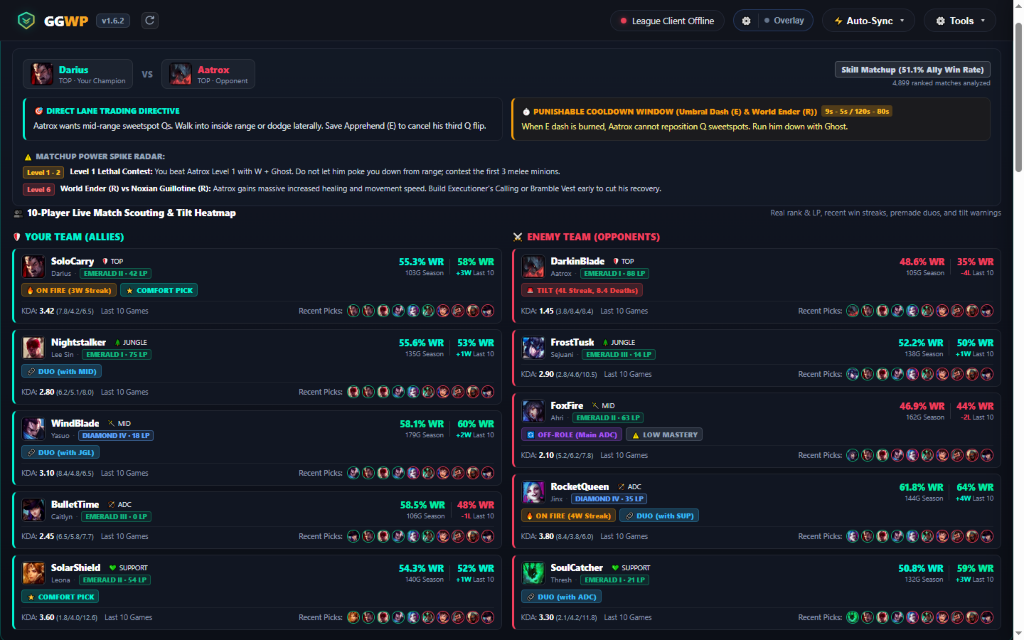 GGWP v1.6.2
League Client Offline
Overlay
Auto-Sync
Tools
Darius
TOP - Your Champion
VS
Aatrox
TOP - Opponent
Skill Matchup (51.1% Ally Win Rate)
4,899 ranked matches analyzed
DIRECT LANE TRADING DIRECTIVE
Aatrox wants mid-range sweetspot Qs. Walk into inside range or dodge laterally. Save Apprehend (E) to cancel his third Q flip.
PUNISHABLE COOLDOWN WINDOW (Umbral Dash (E) & World Ender (R)) 9s - 5s / 120s - 80s
When E dash is burned, Aatrox cannot reposition Q sweetspots. Run him down with Ghost.
MATCHUP POWER SPIKE RADAR:
Level 1 - 2 Level 1 Lethal Contest: You beat Aatrox Level 1 with W + Ghost. Do not let him poke you down from range; contest the first 3 melee minions.
Level 6 World Ender (R) vs Noxian Guillotine (R): Aatrox gains massive increased healing and movement speed. Build Executioner's Calling or Bramble Vest early to cut his recovery.
10-Player Live Match Scouting & Tilt Heatmap
Real rank & LP, recent win streaks, premade duos, and tilt warnings
YOUR TEAM (ALLIES)
SoloCarry TOP
Darius EMERALD II - 42 LP
55.3% WR 58% WR
103G Season +3W Last 10
ON FIRE (3W Streak) COMFORT PICK
KDA: 3.42 (7.8/4.2/6.5) Last 10 Games Recent Picks:
Nightstalker JUNGLE
Lee Sin EMERALD I - 75 LP
55.6% WR 53% WR
135G Season +1W Last 10
DUO (with MID)
KDA: 2.80 (6.2/5.1/8.0) Last 10 Games Recent Picks:
WindBlade MID
Yasuo DIAMOND IV - 18 LP
58.1% WR 60% WR
179G Season +2W Last 10
DUO (with JGL)
KDA: 3.10 (8.4/4.8/6.5) Last 10 Games Recent Picks:
BulletTime ADC
Caitlyn EMERALD III - 0 LP
58.5% WR 48% WR
106G Season -1L Last 10
KDA: 2.45 (6.5/5.8/7.7) Last 10 Games Recent Picks:
SolarShield SUPPORT
Leona EMERALD II - 54 LP
54.3% WR 52% WR
140G Season +1W Last 10
COMFORT PICK
KDA: 3.60 (1.8/4.0/12.6) Last 10 Games Recent Picks:
ENEMY TEAM (OPPONENTS)
DarkinBlade TOP
Aatrox EMERALD I - 88 LP
48.6% WR 35% WR
105G Season -4L Last 10
TILT (4L Streak, 8.4 Deaths)
KDA: 1.45 (3.8/8.4/8.4) Last 10 Games Recent Picks:
FrostTusk JUNGLE
Sejuani EMERALD III - 14 LP
52.2% WR 50% WR
138G Season +1W Last 10
KDA: 2.90 (2.8/4.6/10.5) Last 10 Games Recent Picks:
FoxFire MID
Ahri EMERALD II - 63 LP
46.9% WR 44% WR
162G Season -2L Last 10
OFF-ROLE (Main ADC) LOW MASTERY
KDA: 2.10 (5.2/6.2/7.8) Last 10 Games Recent Picks:
RocketQueen ADC
Jinx DIAMOND IV - 35 LP
61.8% WR 64% WR
144G Season +4W Last 10
ON FIRE (4W Streak) DUO (with SUP)
KDA: 3.80 (8.4/3.8/6.0) Last 10 Games Recent Picks:
SoulCatcher SUPPORT
Thresh EMERALD I - 21 LP
50.8% WR 59% WR
132G Season +3W Last 10
DUO (with ADC)
KDA: 3.30 (2.1/4.2/11.8) Last 10 Games Recent Picks: